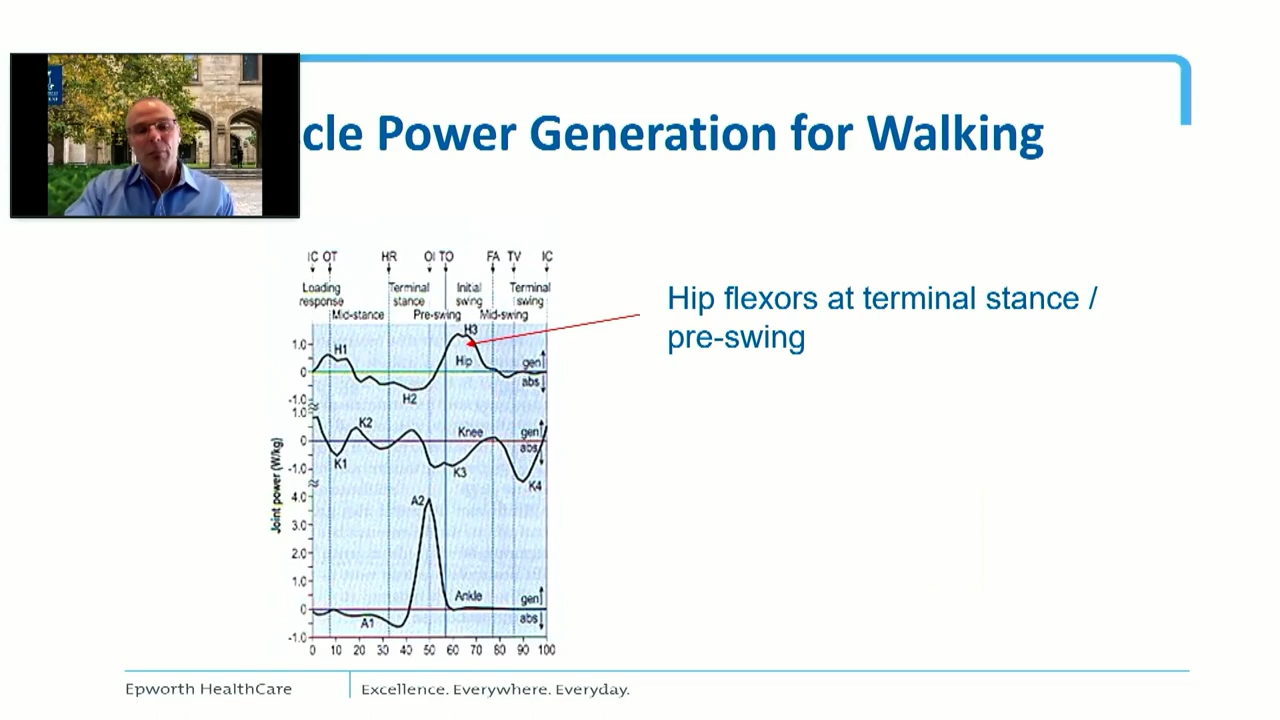 cle Power Generation for Walking
IC OT HR OI TO FA TV IC
Loading response
Terminal stance
Initial swing
Terminal swing
Mid-stance
Pre-swing
Mid-swing
Hip flexors at terminal stance /
pre-swing
Joint power (W/kg)
1.0
0
-1.0
H1
H2
H3
Hip
gen
abs
1.0
0
-1.0
K1
K2
K3
K4
Knee
gen
abs
4.0
3.0
2.0
1.0
0
-1.0
A1
A2
Ankle
gen
abs
0 10 20 30 40 50 60 70 80 90 100
Epworth HealthCare
Excellence. Everywhere. Everyday.